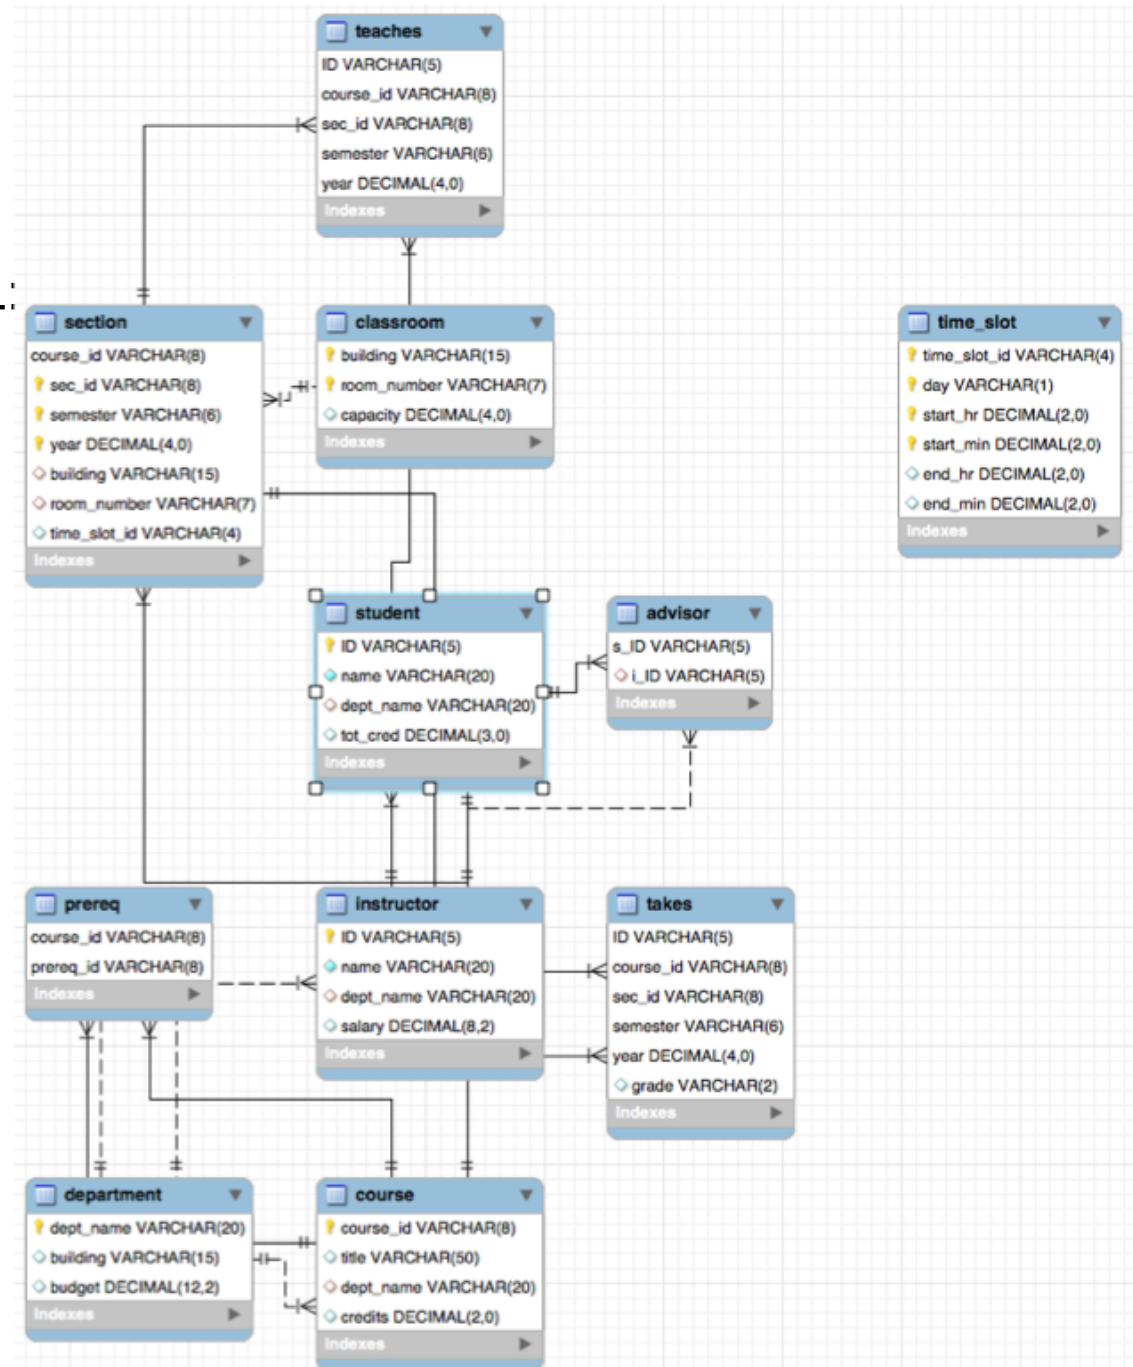 teaches
ID VARCHAR(5)
course_id VARCHAR(8)
sec_id VARCHAR(8)
semester VARCHAR(6)
year DECIMAL(4,0)
Indexes
section
course_id VARCHAR(8)
sec_id VARCHAR(8)
semester VARCHAR(6)
year DECIMAL(4,0)
building VARCHAR(15)
room_number VARCHAR(7)
time_slot_id VARCHAR(4)
Indexes
classroom
building VARCHAR(15)
room_number VARCHAR(7)
capacity DECIMAL(4,0)
Indexes
time_slot
time_slot_id VARCHAR(4)
day VARCHAR(1)
start_hr DECIMAL(2,0)
start_min DECIMAL(2,0)
end_hr DECIMAL(2,0)
end_min DECIMAL(2,0)
Indexes
student
ID VARCHAR(5)
name VARCHAR(20)
dept_name VARCHAR(20)
tot_cred DECIMAL(3,0)
Indexes
advisor
s_ID VARCHAR(5)
i_ID VARCHAR(5)
Indexes
prereq
course_id VARCHAR(8)
prereq_id VARCHAR(8)
Indexes
instructor
ID VARCHAR(5)
name VARCHAR(20)
dept_name VARCHAR(20)
salary DECIMAL(8,2)
Indexes
takes
ID VARCHAR(5)
course_id VARCHAR(8)
sec_id VARCHAR(8)
semester VARCHAR(6)
year DECIMAL(4,0)
grade VARCHAR(2)
Indexes
department
dept_name VARCHAR(20)
building VARCHAR(15)
budget DECIMAL(12,2)
Indexes
course
course_id VARCHAR(8)
title VARCHAR(50)
dept_name VARCHAR(20)
credits DECIMAL(2,0)
Indexes